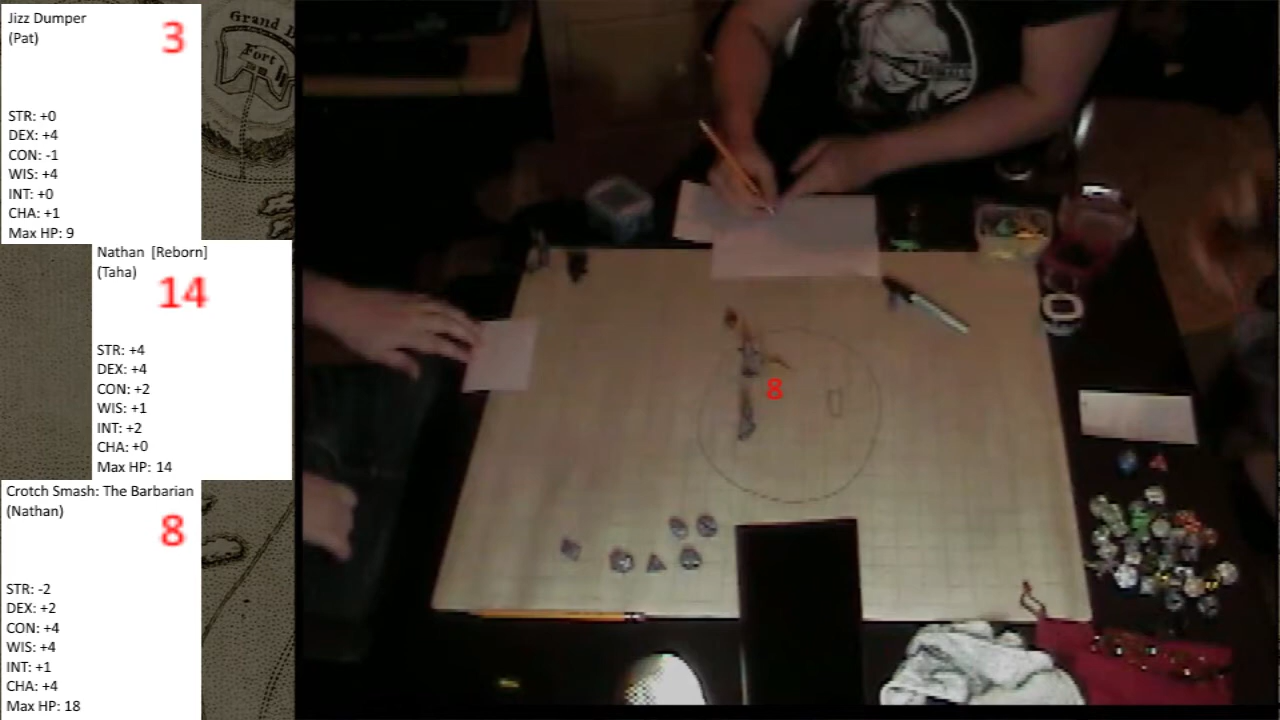 Jizz Dumper
(Pat)
3
STR: +0
DEX: +4
CON: -1
WIS: +4
INT: +0
CHA: +1
Max HP: 9
Grand
Fort
Nathan [Reborn]
(Taha)
14
STR: +4
DEX: +4
CON: +2
WIS: +1
INT: +2
CHA: +0
Max HP: 14
Crotch Smash: The Barbarian
(Nathan)
8
STR: -2
DEX: +2
CON: +4
WIS: +4
INT: +1
CHA: +4
Max HP: 18
8